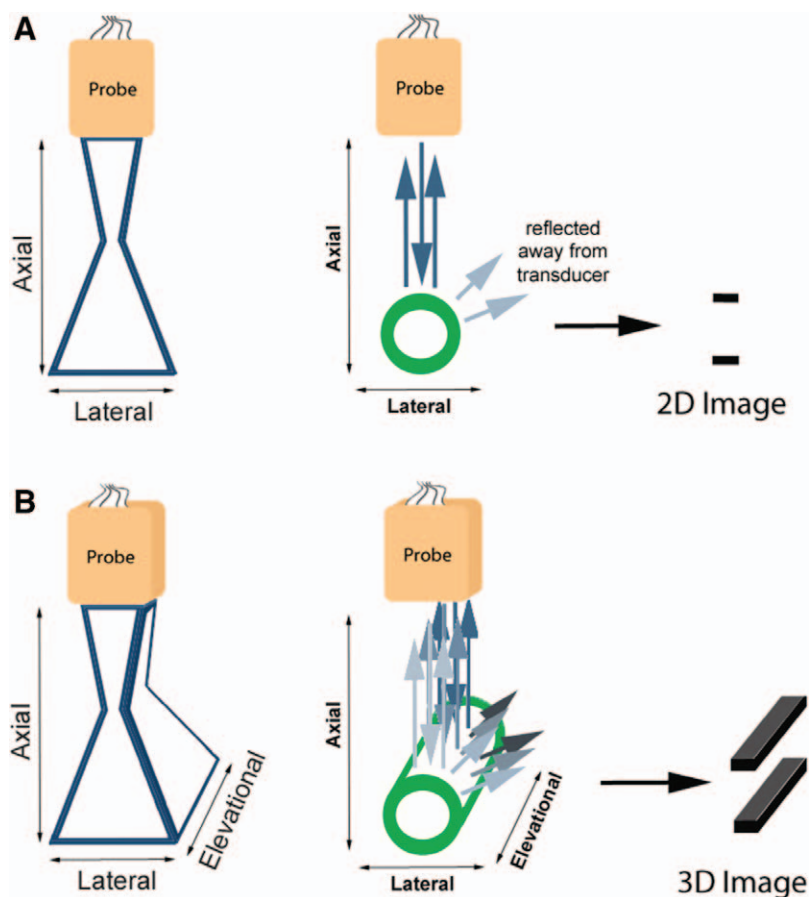 A
Probe
Axial
Lateral
Probe
Axial
Lateral
reflected
away from
transducer
2D Image
B
Probe
Axial
Lateral
Elevational
Probe
Axial
Lateral
Elevational
3D Image